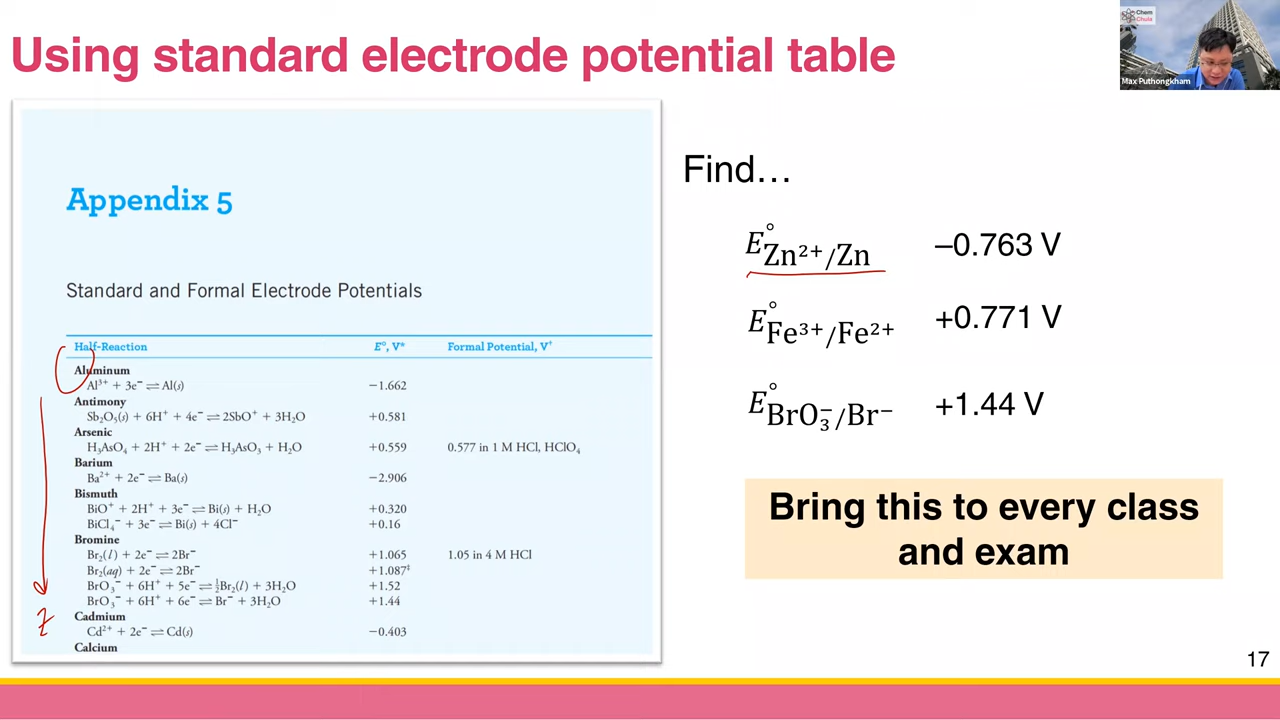 Using standard electrode potential table
Chem
Chula
Max Puthongkham
Appendix 5
Standard and Formal Electrode Potentials
Half-Reaction E°, V* Formal Potential, V†
Aluminum
Al³⁺ + 3e⁻ ⇌ Al(s) −1.662
Antimony
Sb₂O₅(s) + 6H⁺ + 4e⁻ ⇌ 2SbO⁺ + 3H₂O +0.581
Arsenic
H₃AsO₄ + 2H⁺ + 2e⁻ ⇌ H₃AsO₃ + H₂O +0.559 0.577 in 1 M HCl, HClO₄
Barium
Ba²⁺ + 2e⁻ ⇌ Ba(s) −2.906
Bismuth
BiO⁺ + 2H⁺ + 3e⁻ ⇌ Bi(s) + H₂O +0.320
BiCl₄⁻ + 3e⁻ ⇌ Bi(s) + 4Cl⁻ +0.16
Bromine
Br₂(l) + 2e⁻ ⇌ 2Br⁻ +1.065 1.05 in 4 M HCl
Br₂(aq) + 2e⁻ ⇌ 2Br⁻ +1.087‡
BrO₃⁻ + 6H⁺ + 5e⁻ ⇌ ½Br₂(l) + 3H₂O +1.52
BrO₃⁻ + 6H⁺ + 6e⁻ ⇌ Br⁻ + 3H₂O +1.44
Cadmium
Cd²⁺ + 2e⁻ ⇌ Cd(s) −0.403
Calcium
Z
Find…
E°Zn²⁺/Zn –0.763 V
E°Fe³⁺/Fe²⁺ +0.771 V
E°BrO₃⁻/Br⁻ +1.44 V
Bring this to every class
and exam
17